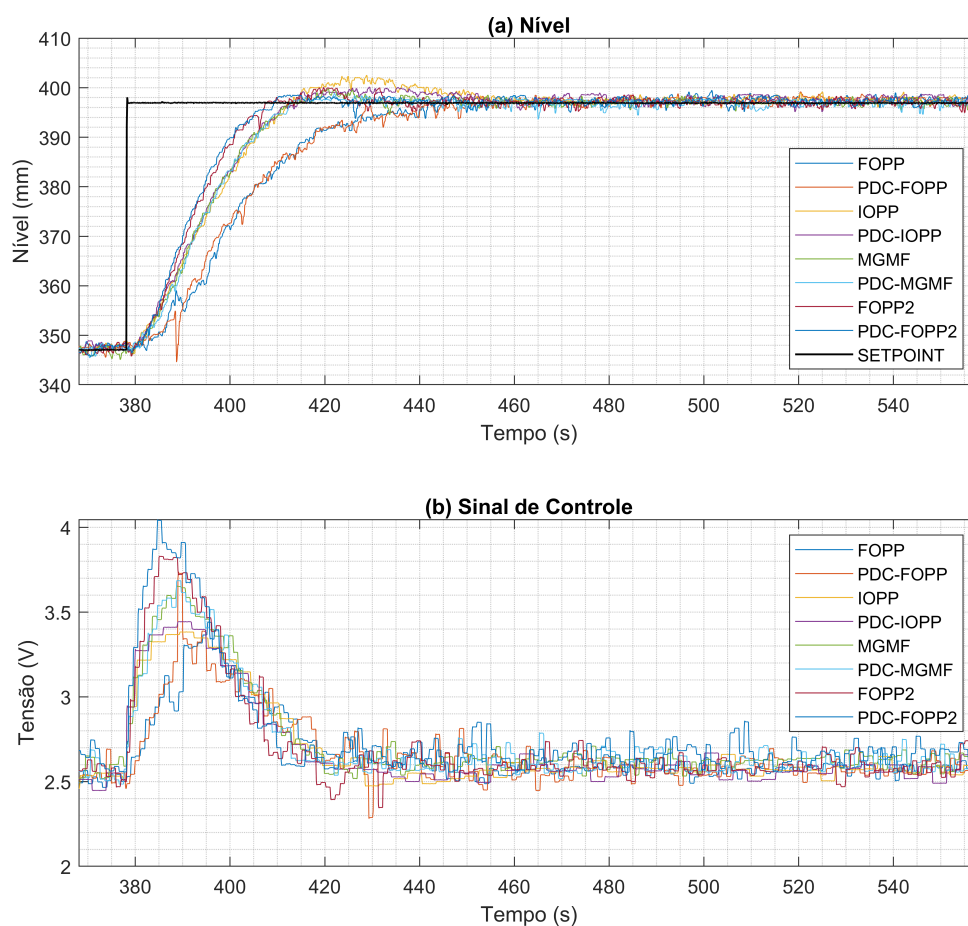 (a) Nível
410
400
390
380
370
360
350
340
Nível (mm)
FOPP
PDC-FOPP
IOPP
PDC-IOPP
MGMF
PDC-MGMF
FOPP2
PDC-FOPP2
SETPOINT
380 400 420 440 460 480 500 520 540
Tempo (s)
(b) Sinal de Controle
4
3.5
3
2.5
2
Tensão (V)
FOPP
PDC-FOPP
IOPP
PDC-IOPP
MGMF
PDC-MGMF
FOPP2
PDC-FOPP2
380 400 420 440 460 480 500 520 540
Tempo (s)